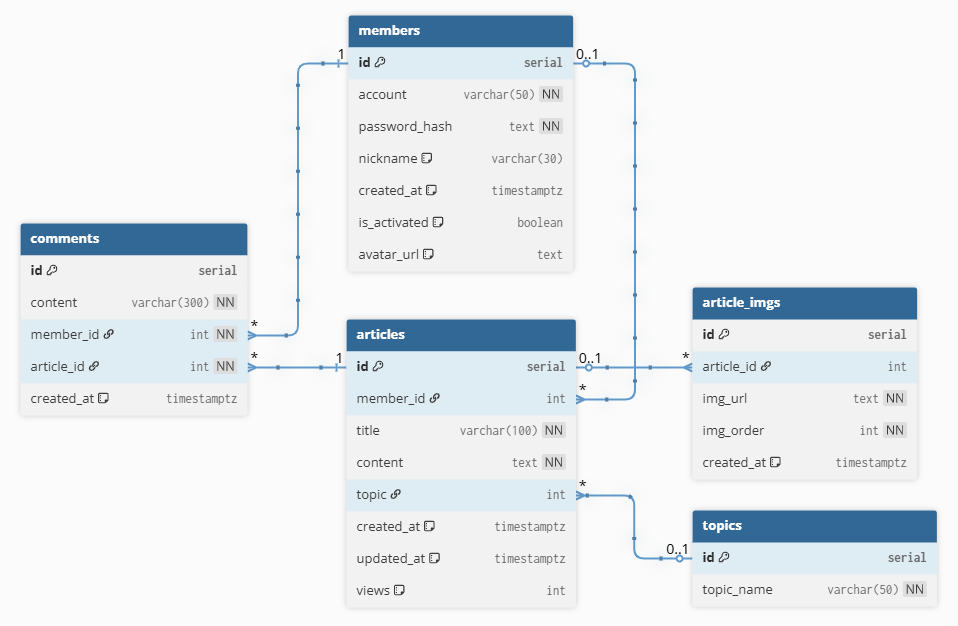 members
id serial
account varchar(50) NN
password_hash text NN
nickname varchar(30)
created_at timestamptz
is_activated boolean
avatar_url text
1
0..1
comments
id serial
content varchar(300) NN
member_id int NN
article_id int NN
created_at timestamptz
*
*
articles
id serial
member_id int
title varchar(100) NN
content text NN
topic int
created_at timestamptz
updated_at timestamptz
views int
1
0..1
*
*
article_imgs
id serial
article_id int
img_url text NN
img_order int NN
created_at timestamptz
*
topics
id serial
topic_name varchar(50) NN
0..1